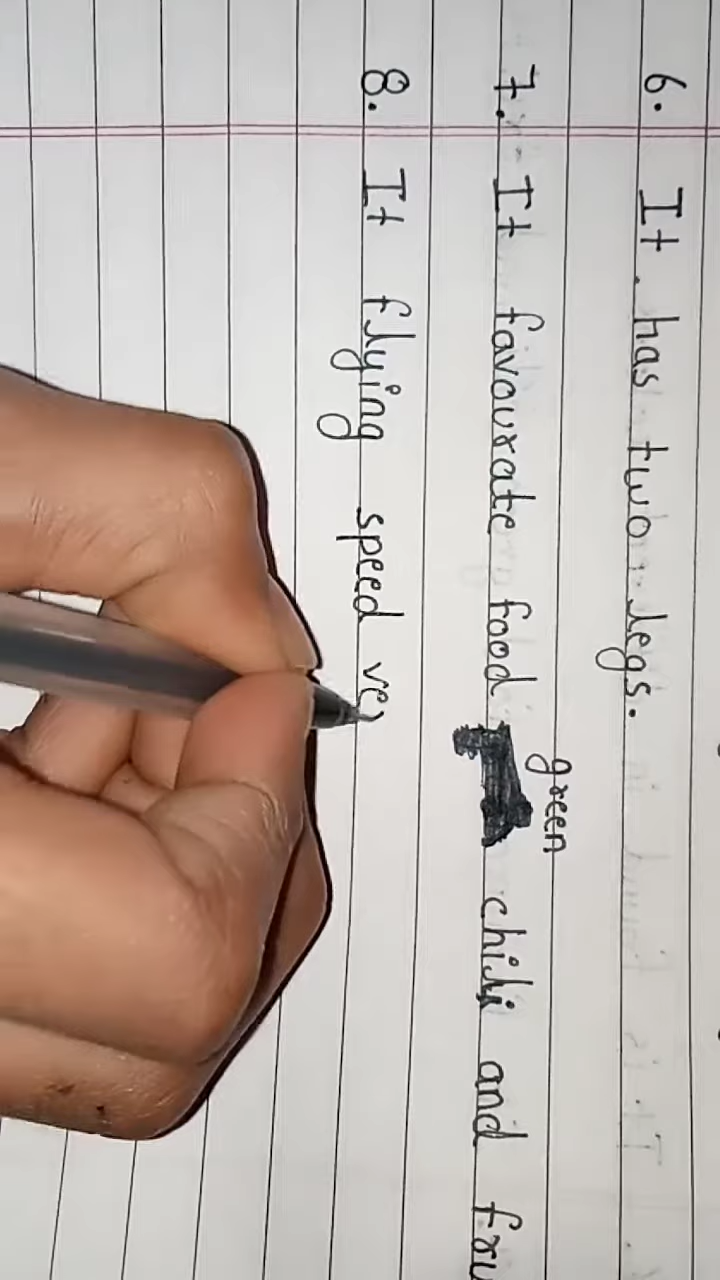 6. It has two legs.
green
7. It favourate food chili and fru
8. It flying speed ve